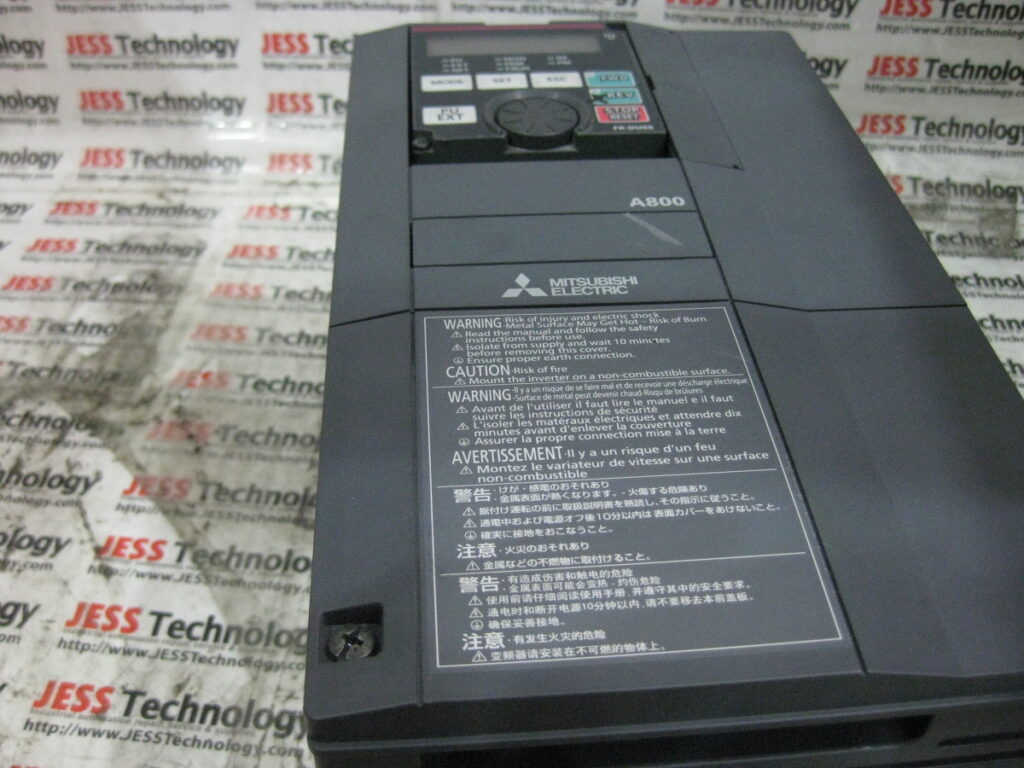 JESS Technology
http://www.JESSTechnology.com
MODE
SET
ESC
FWD
REV
PU
EXT
STOP
RESET
FR-DU08
A800
MITSUBISHI
ELECTRIC
WARNING -Risk of injury and electric shock
-Metal Surface May Get Hot - Risk of Burn
Read the manual and follow the safety
instructions before use.
Isolate from supply and wait 10 minutes
before removing this cover.
Ensure proper earth connection.
CAUTION -Risk of fire
Mount the inverter on a non-combustible surface.
WARNING -Il y a un risque de se faire mal et de recevoir une déscharge électrique
-Surface de métal peut devenir chaud-Risqu de brûlures
Avant de l'utiliser il faut lire le manuel e il faut
suivre les instructions de sécurité
L'isoler les matéraux électriques et attendre dix
minutes avant d'enlever la couverture
Assurer la propre connection mise à la terre
AVERTISSEMENT -Il y a un risque d'un feu
Montez le variateur de vitesse sur une surface
non-combustible
警告 -けが・感電のおそれあり
-金属表面が熱くなります。-火傷する危険あり
据付け運転の前に取扱説明書を熟読し、その指示に従うこと。
通電中および電源オフ後10分以内は表面カバーをあけないこと。
確実に接地をおこなうこと。
注意 -火災のおそれあり
金属などの不燃物に取付けること。
警告 -有造成伤害和触电的危险
-金属表面可能会变热 - 灼伤危险
使用前请仔细阅读使用手册，并遵守其中的安全要求。
通电时和断开电源10分钟以内，请不要移去本前盖板。
确保妥善接地。
注意 -有发生火灾的危险
变频器请安装在不可燃的物体上。
JESS Technology
http://www.JESSTechnology.com